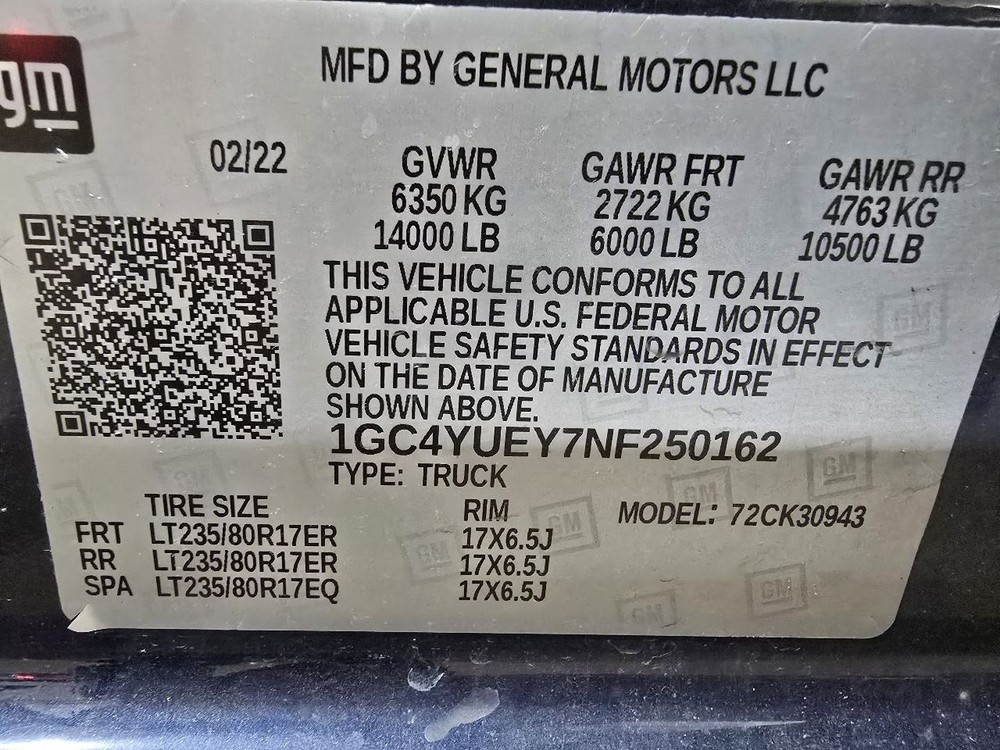 gm
MFD BY GENERAL MOTORS LLC
02/22 GVWR GAWR FRT GAWR RR
6350 KG 2722 KG 4763 KG
14000 LB 6000 LB 10500 LB
THIS VEHICLE CONFORMS TO ALL
APPLICABLE U.S. FEDERAL MOTOR
VEHICLE SAFETY STANDARDS IN EFFECT
ON THE DATE OF MANUFACTURE
SHOWN ABOVE.
1GC4YUEY7NF250162
TYPE: TRUCK
TIRE SIZE RIM MODEL: 72CK30943
FRT LT235/80R17ER 17X6.5J
RR LT235/80R17ER 17X6.5J
SPA LT235/80R17EQ 17X6.5J